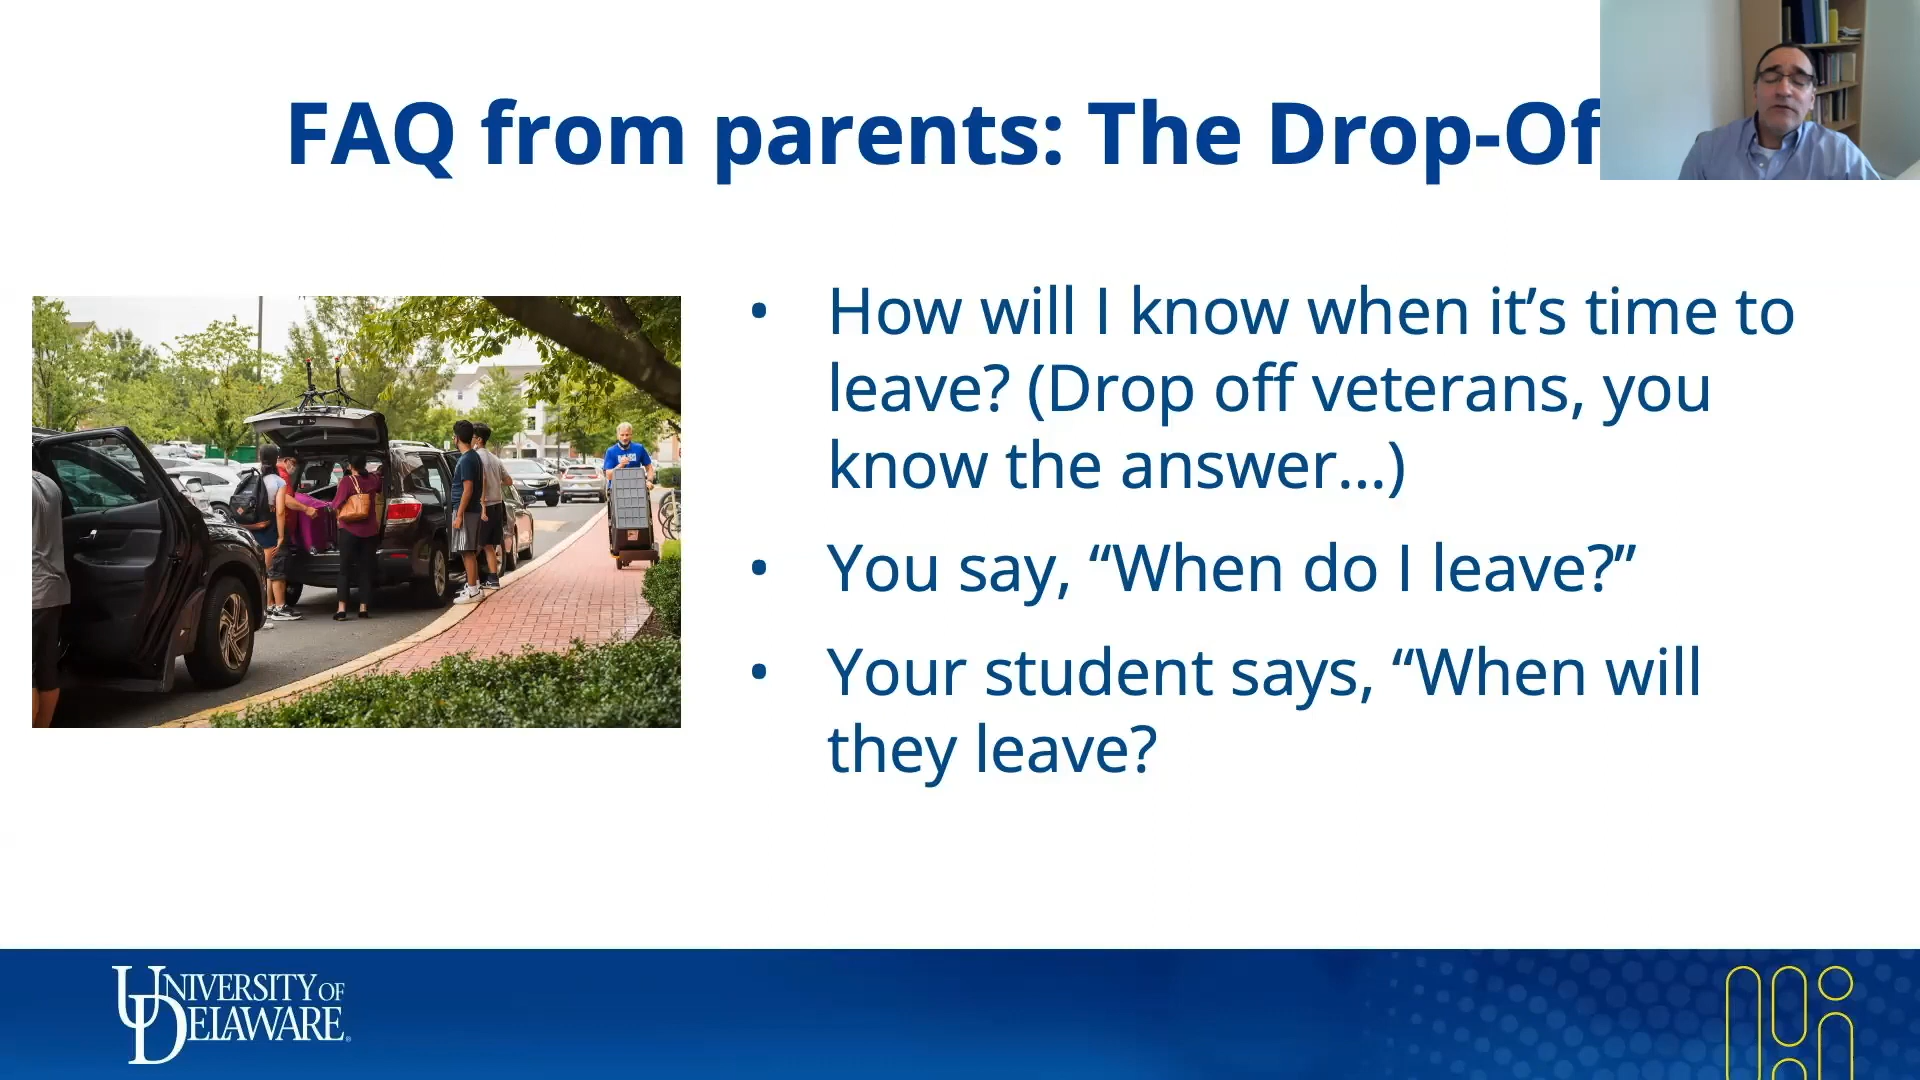 FAQ from parents: The Drop-Of
• How will I know when it’s time to
leave? (Drop off veterans, you
know the answer...)
• You say, “When do I leave?”
• Your student says, “When will
they leave?
UNIVERSITY OF
DELAWARE